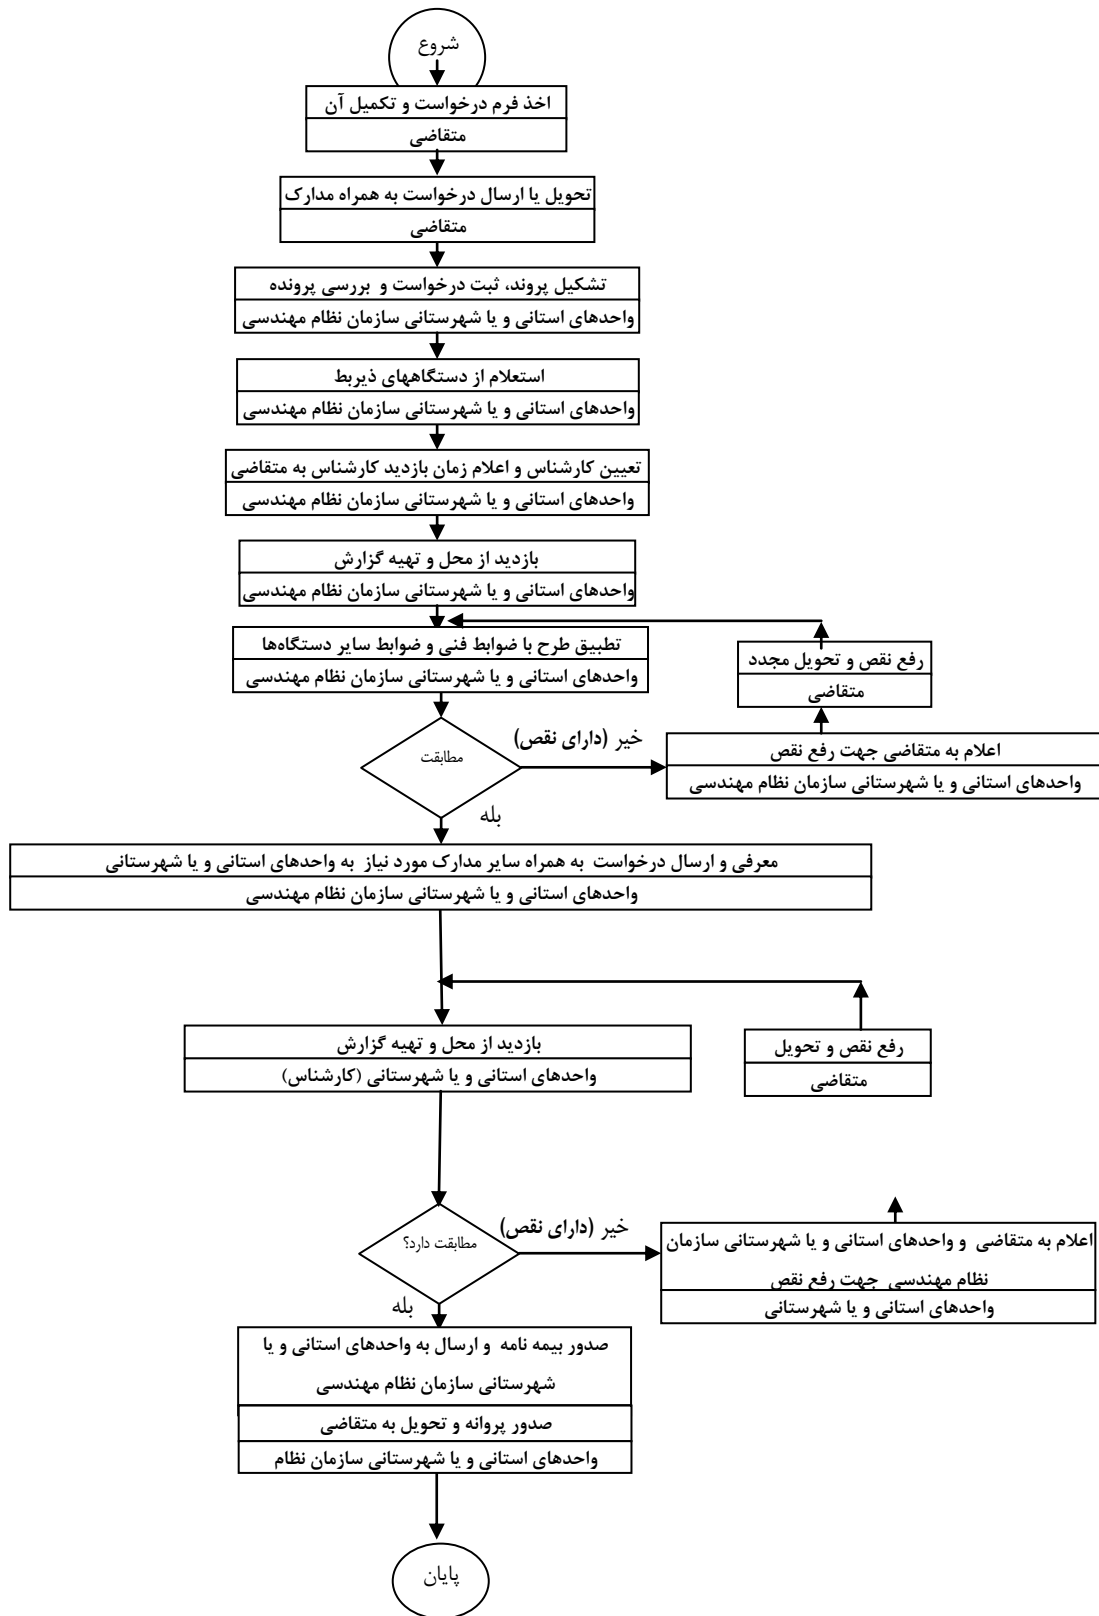 شروع
اخذ فرم درخواست و تکمیل آن
متقاضی
تحویل یا ارسال درخواست به همراه مدارک
متقاضی
تشکیل پروند، ثبت درخواست و بررسی پرونده
واحدهای استانی و یا شهرستانی سازمان نظام مهندسی
استعلام از دستگاههای ذیربط
واحدهای استانی و یا شهرستانی سازمان نظام مهندسی
تعیین کارشناس و اعلام زمان بازدید کارشناس به متقاضی
واحدهای استانی و یا شهرستانی سازمان نظام مهندسی
بازدید از محل و تهیه گزارش
واحدهای استانی و یا شهرستانی سازمان نظام مهندسی
تطبیق طرح با ضوابط فنی و ضوابط سایر دستگاه‌ها
واحدهای استانی و یا شهرستانی سازمان نظام مهندسی
رفع نقص و تحویل مجدد
متقاضی
مطابقت
خیر (دارای نقص)
اعلام به متقاضی جهت رفع نقص
واحدهای استانی و یا شهرستانی سازمان نظام مهندسی
بله
معرفی و ارسال درخواست به همراه سایر مدارک مورد نیاز به واحدهای استانی و یا شهرستانی
واحدهای استانی و یا شهرستانی سازمان نظام مهندسی
بازدید از محل و تهیه گزارش
واحدهای استانی و یا شهرستانی (کارشناس)
رفع نقص و تحویل
متقاضی
مطابقت دارد؟
خیر (دارای نقص)
اعلام به متقاضی و واحدهای استانی و یا شهرستانی سازمان
نظام مهندسی جهت رفع نقص
واحدهای استانی و یا شهرستانی
بله
صدور بیمه نامه و ارسال به واحدهای استانی و یا
شهرستانی سازمان نظام مهندسی
صدور پروانه و تحویل به متقاضی
واحدهای استانی و یا شهرستانی سازمان نظام
پایان